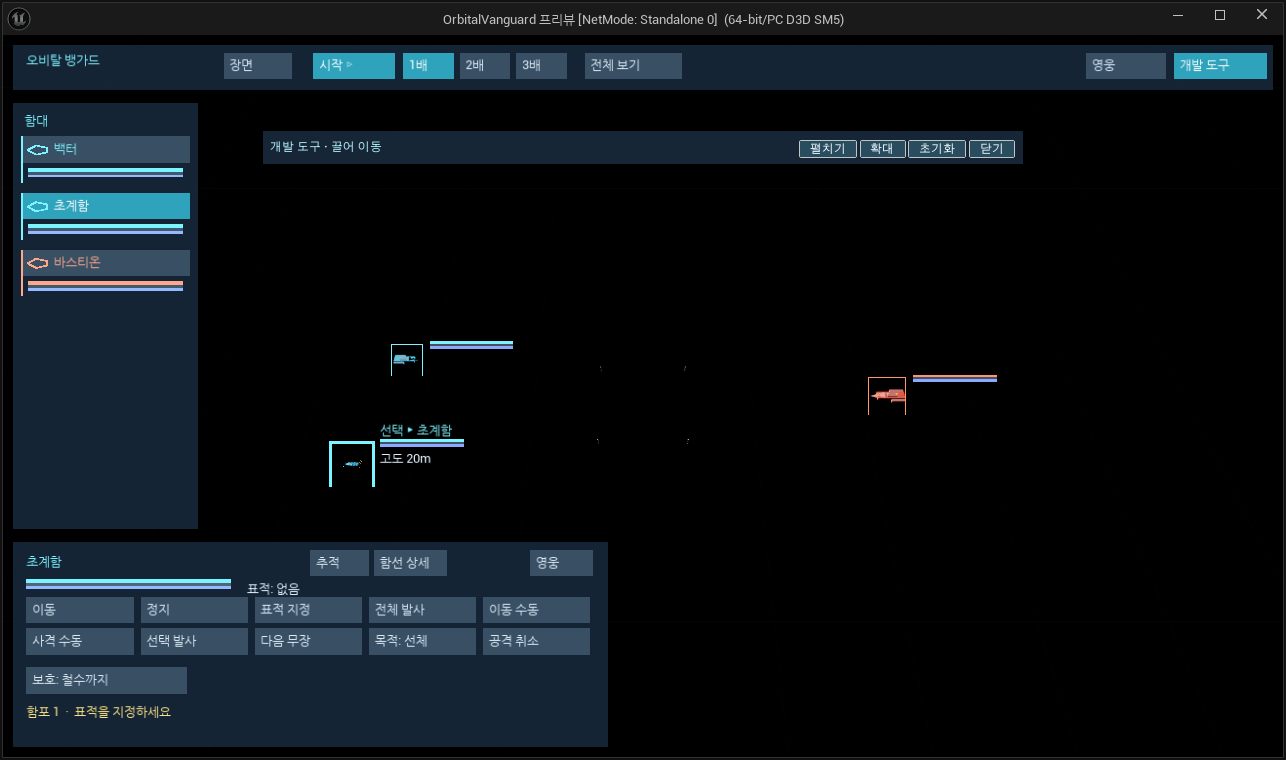 OrbitalVanguard 프리뷰 [NetMode: Standalone 0]  (64-bit/PC D3D SM5)
오비탈 뱅가드
장면
시작 ▶
1배
2배
3배
전체 보기
영웅
개발 도구
함대
백터
초계함
바스티온
개발 도구 · 끌어 이동
펼치기
확대
초기화
닫기
선택 ▶ 초계함
고도 20m
초계함
추적
함선 상세
영웅
표적: 없음
이동
정지
표적 지정
전체 발사
이동 수동
사격 수동
선택 발사
다음 무장
목적: 선체
공격 취소
보호: 철수까지
함포 1 · 표적을 지정하세요